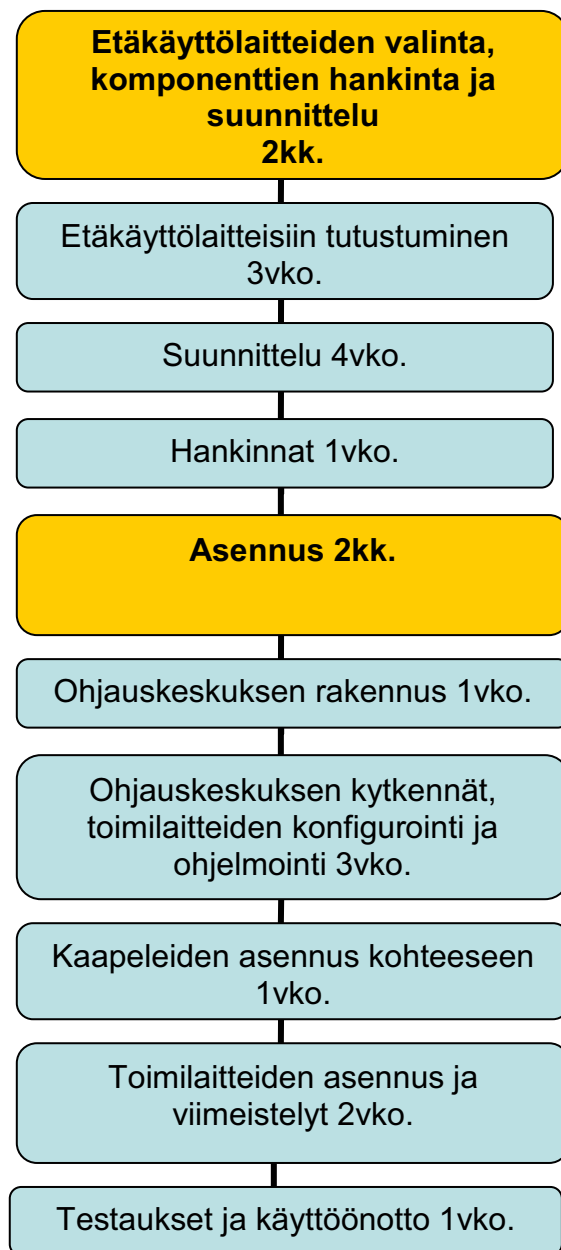 Etäkäyttölaitteiden valinta,
komponenttien hankinta ja
suunnittelu
2kk.
Etäkäyttölaitteisiin tutustuminen
3vko.
Suunnittelu 4vko.
Hankinnat 1vko.
Asennus 2kk.
Ohjauskeskuksen rakennus 1vko.
Ohjauskeskuksen kytkennät,
toimilaitteiden konfigurointi ja
ohjelmointi 3vko.
Kaapeleiden asennus kohteeseen
1vko.
Toimilaitteiden asennus ja
viimeistelyt 2vko.
Testaukset ja käyttöönotto 1vko.